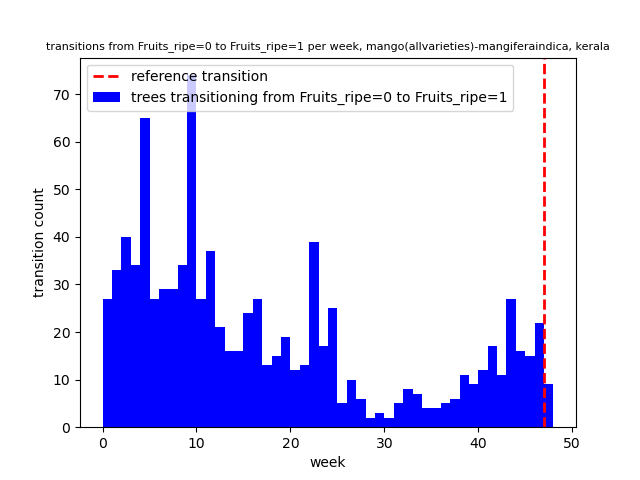 transitions from Fruits_ripe=0 to Fruits_ripe=1 per week, mango(allvarieties)-mangiferaindica, kerala
reference transition
trees transitioning from Fruits_ripe=0 to Fruits_ripe=1
transition count
70
60
50
40
30
20
10
0
0 10 20 30 40 50
week